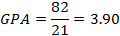 GPA = 82/21 = 3.90